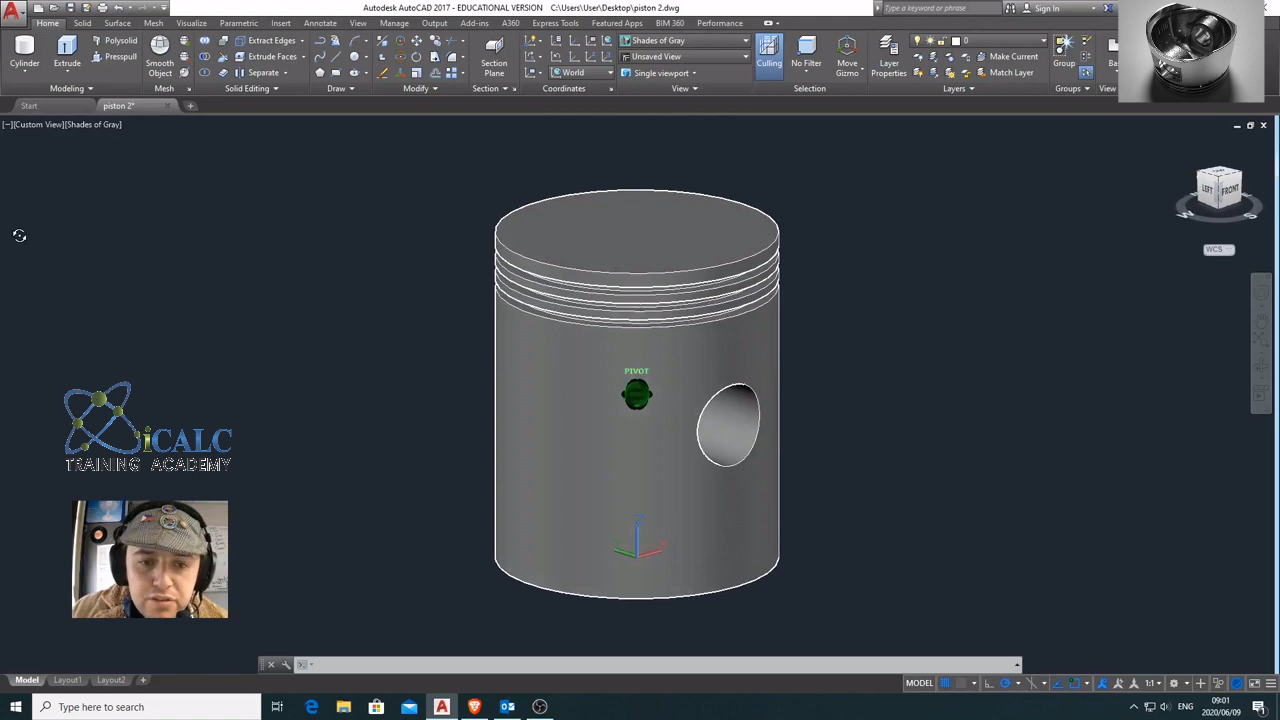 Autodesk AutoCAD 2017 - EDUCATIONAL VERSION C:\Users\User\Desktop\piston 2.dwg
Type a keyword or phrase
Sign In
Home Solid Surface Mesh Visualize Parametric Insert Annotate Manage Output Add-ins A360 Express Tools Featured Apps BIM 360 Performance
Cylinder
Extrude
Polysolid
Presspull
Smooth Object
Extract Edges
Extrude Faces
Separate
Section Plane
World
Shades of Gray
Unsaved View
Single viewport
Culling
No Filter
Move Gizmo
Layer Properties
0
Make Current
Match Layer
Group
Modeling Mesh Solid Editing Draw Modify Section Coordinates View Selection Layers Groups
Start piston 2*
[−][Custom View][Shades of Gray]
LEFT FRONT
W S
WCS
PIVOT
iCALC
TRAINING ACADEMY
Z
Model Layout1 Layout2
MODEL
1:1
Type here to search
ENG
09:01
2020/06/09